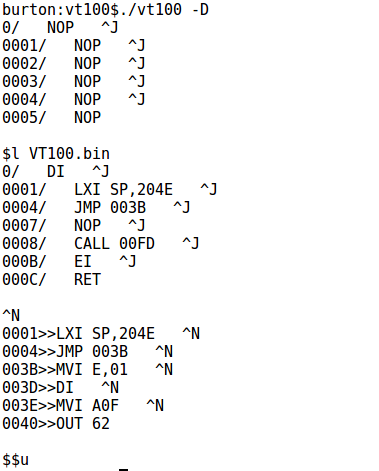 burton:vt100$./vt100 -D
0/   NOP   ^J
0001/   NOP   ^J
0002/   NOP   ^J
0003/   NOP   ^J
0004/   NOP   ^J
0005/   NOP

$l VT100.bin
0/   DI   ^J
0001/   LXI SP,204E   ^J
0004/   JMP 003B   ^J
0007/   NOP   ^J
0008/   CALL 00FD   ^J
000B/   EI   ^J
000C/   RET

^N
0001>>LXI SP,204E   ^N
0004>>JMP 003B   ^N
003B>>MVI E,01   ^N
003D>>DI   ^N
003E>>MVI A0F   ^N
0040>>OUT 62

$$u